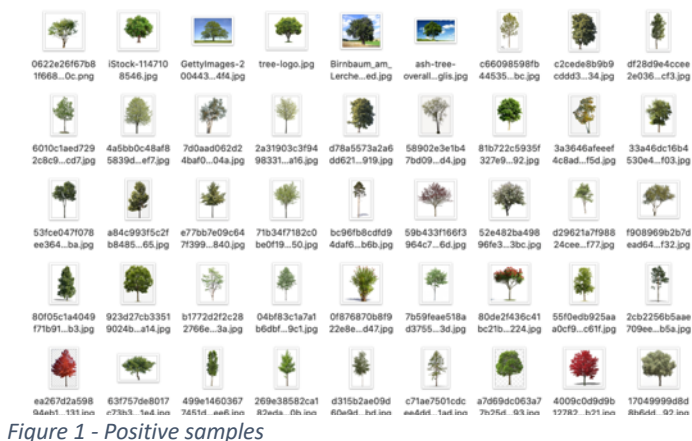 0622e26f67b8 iStock-114710 GettyImages-2 tree-logo.jpg Birnbaum_am_ ash-tree- c66098598fb c2cede8b9b9 df28d9e4ccee
1f668...0c.png 8546.jpg 00443...4f4.jpg Lerche...ed.jpg overall...glis.jpg 44535...bc.jpg cddd3...34.jpg 2e036...cf3.jpg
6010c1aed729 4a5bb0c48af8 7d0aad062d2 2a31903c3f94 d78a5573a2a6 58902e3e1b4 81b722c5935f 3a3646afeeef 33a46dc16b4
2c8c9...cd7.jpg 5839d...ef7.jpg 4baf0...04a.jpg 98331...a16.jpg dd621...919.jpg 7bd09...d4.jpg 327e9...92.jpg 4c8ad...f5d.jpg 530e4...f03.jpg
53fce047f078 a84c993f5c2f e77bb7e09c64 71b34f7182c0 bc96fb8cdfd9 59b433f166f3 52e482ba498 d29621a7f988 f908969b2b7d
ee364...ba.jpg b8485...65.jpg 7f399...840.jpg be0f19...50.jpg 4daf6...b6b.jpg 964c7...6d.jpg 96fe3...3bc.jpg 24cee...f77.jpg ead64...f32.jpg
80f05c1a4049 923d27cb3351 b1772d2f2c28 04bf83c1a7a1 0f876870b8f9 7b59feae518a 80de2f436c41 55f0edb925aa 2cb2256b5aae
f71b91...b3.jpg 9024b...a14.jpg 2766e...3a.jpg b6dbf...9c1.jpg 22e8e...d47.jpg d3755...3d.jpg bc21b...224.jpg a0cf9...c61f.jpg 709ee...b5a.jpg
ea267d2a598 63f757de8017 499e1460367 269e38582ca1 d315b2ae09d c71ae7501cdc a7d69dc063a7 4009c0d9d9b 17049999d8d
Figure 1 - Positive samples